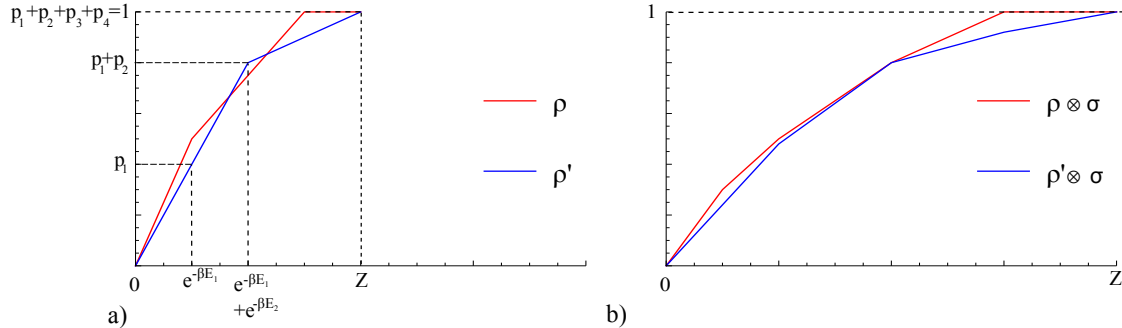 p₁+p₂+p₃+p₄=1
p₁+p₂
p₁
0
e^-βE₁
e^-βE₁
+e^-βE₂
Z
a)
ρ
ρ'
1
0
Z
b)
ρ ⊗ σ
ρ'⊗ σ